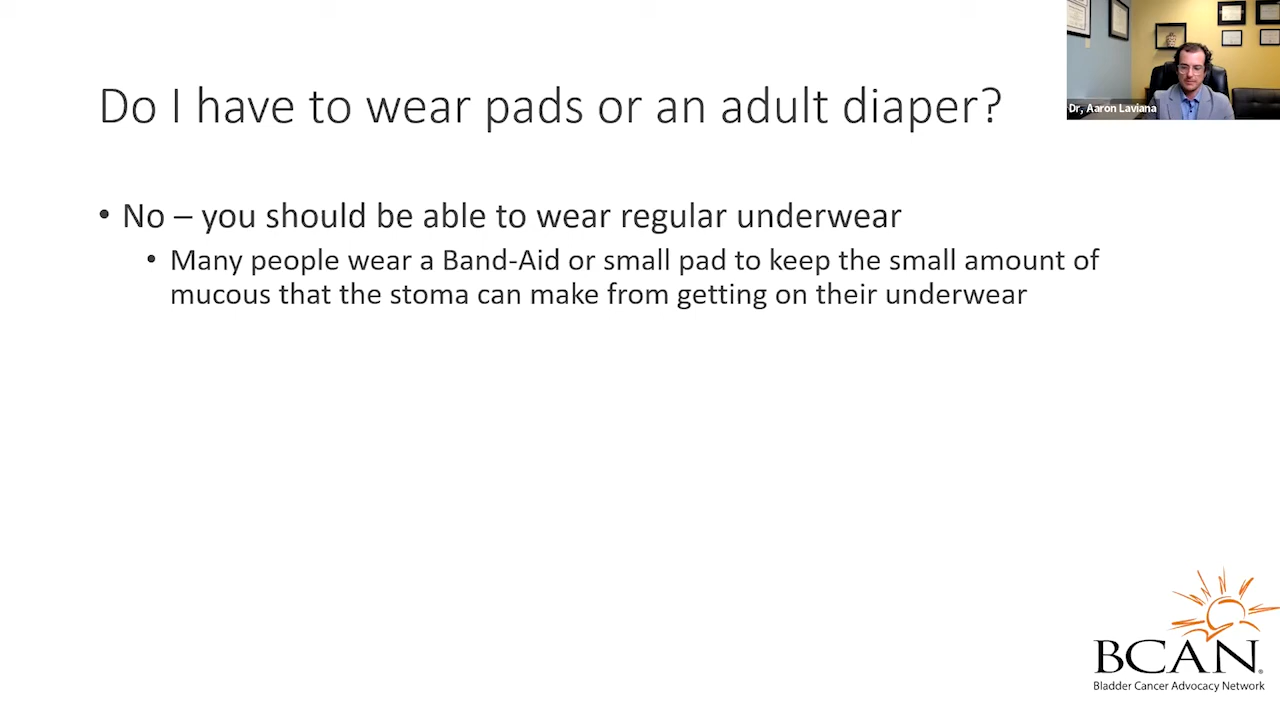 Do I have to wear pads or an adult diaper?
Dr, Aaron Laviana
• No – you should be able to wear regular underwear
• Many people wear a Band-Aid or small pad to keep the small amount of
mucous that the stoma can make from getting on their underwear
BCAN®
Bladder Cancer Advocacy Network